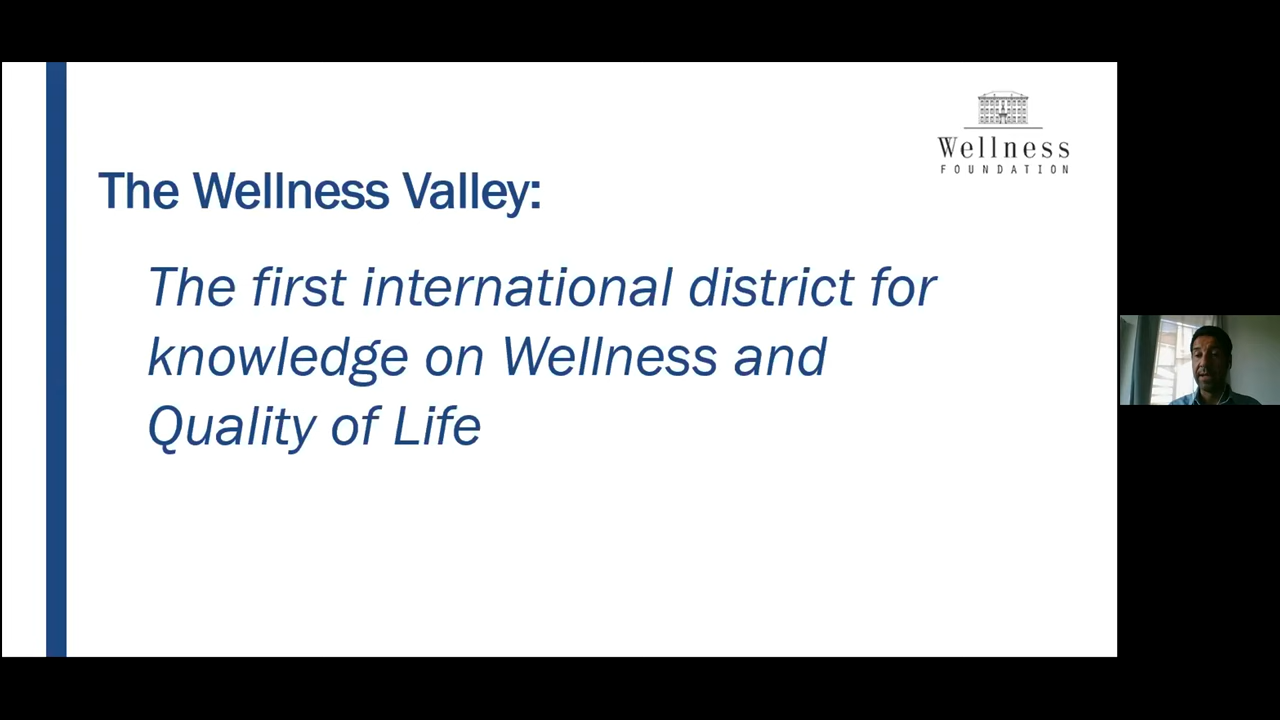 Wellness
FOUNDATION
The Wellness Valley:
The first international district for
knowledge on Wellness and
Quality of Life